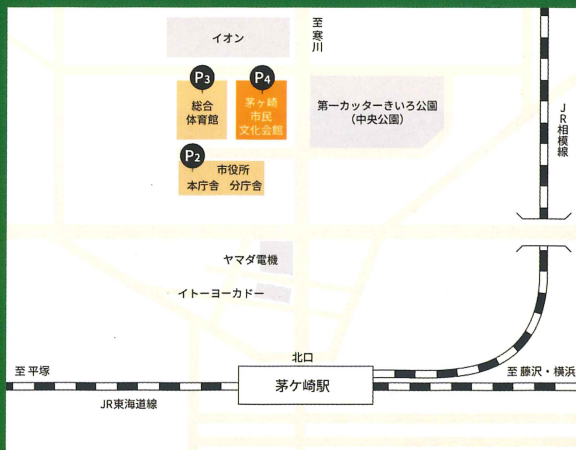 イオン
至寒川
P3
P4
総合
体育館
茅ヶ崎
市民
文化会館
第一カッターきいろ公園
（中央公園）
JR相模線
P2
市役所
本庁舎 分庁舎
ヤマダ電機
イトーヨーカドー
北口
至 平塚
茅ケ崎駅
至 藤沢・横浜
JR東海道線